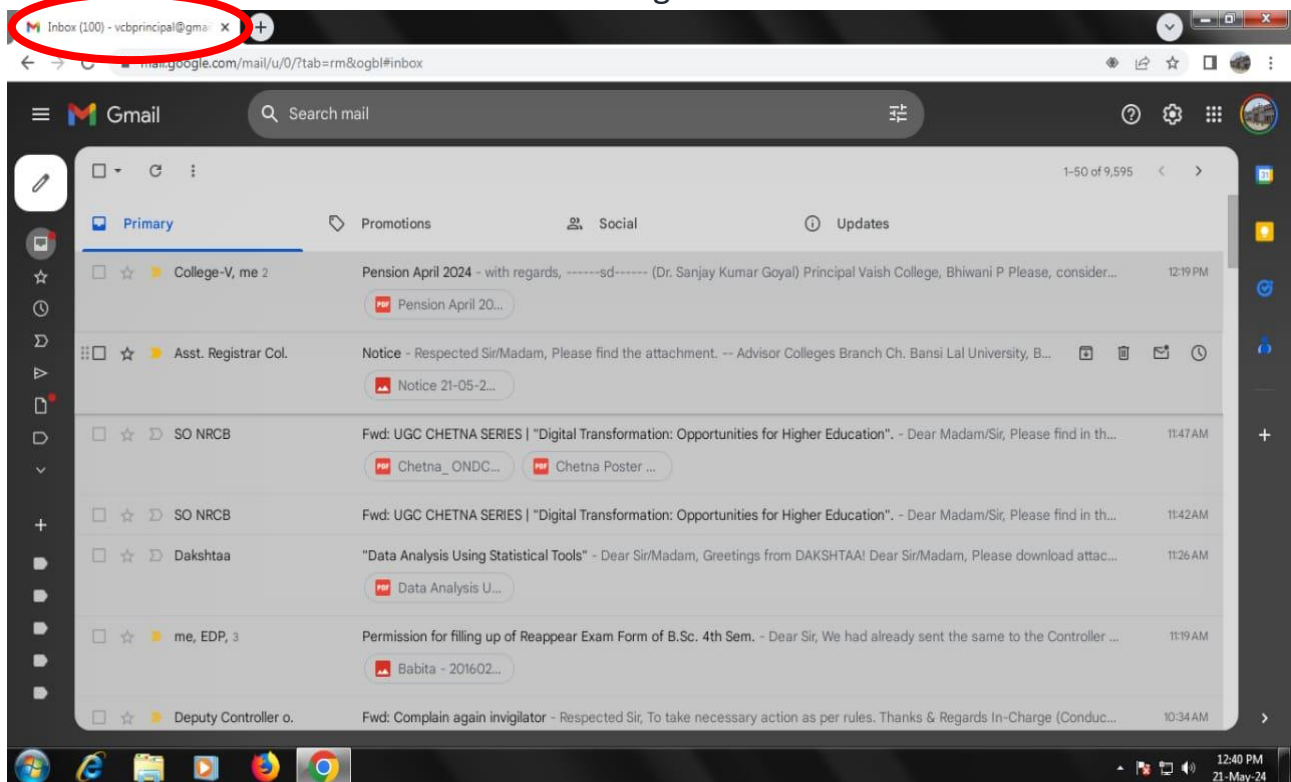 Inbox (100) - vcbprincipal@gmai
mail.google.com/mail/u/0/?tab=rm&ogbl#inbox
Gmail
Search mail
1–50 of 9,595
Primary
Promotions
Social
Updates
College-V, me 2 Pension April 2024 - with regards, ------sd------ (Dr. Sanjay Kumar Goyal) Principal Vaish College, Bhiwani P Please, consider... 12:19 PM
PDF Pension April 20...
Asst. Registrar Col. Notice - Respected Sir/Madam, Please find the attachment. -- Advisor Colleges Branch Ch. Bansi Lal University, B...
Notice 21-05-2...
SO NRCB Fwd: UGC CHETNA SERIES | "Digital Transformation: Opportunities for Higher Education". - Dear Madam/Sir, Please find in th... 11:47 AM
PDF Chetna_ ONDC... PDF Chetna Poster ...
SO NRCB Fwd: UGC CHETNA SERIES | "Digital Transformation: Opportunities for Higher Education". - Dear Madam/Sir, Please find in th... 11:42 AM
Dakshtaa "Data Analysis Using Statistical Tools" - Dear Sir/Madam, Greetings from DAKSHTAA! Dear Sir/Madam, Please download attac... 11:26 AM
PDF Data Analysis U...
me, EDP, 3 Permission for filling up of Reappear Exam Form of B.Sc. 4th Sem. - Dear Sir, We had already sent the same to the Controller ... 11:19 AM
Babita - 201602...
Deputy Controller o. Fwd: Complain again invigilator - Respected Sir, To take necessary action as per rules. Thanks & Regards In-Charge (Conduc... 10:34 AM
31
12:40 PM
21-May-24